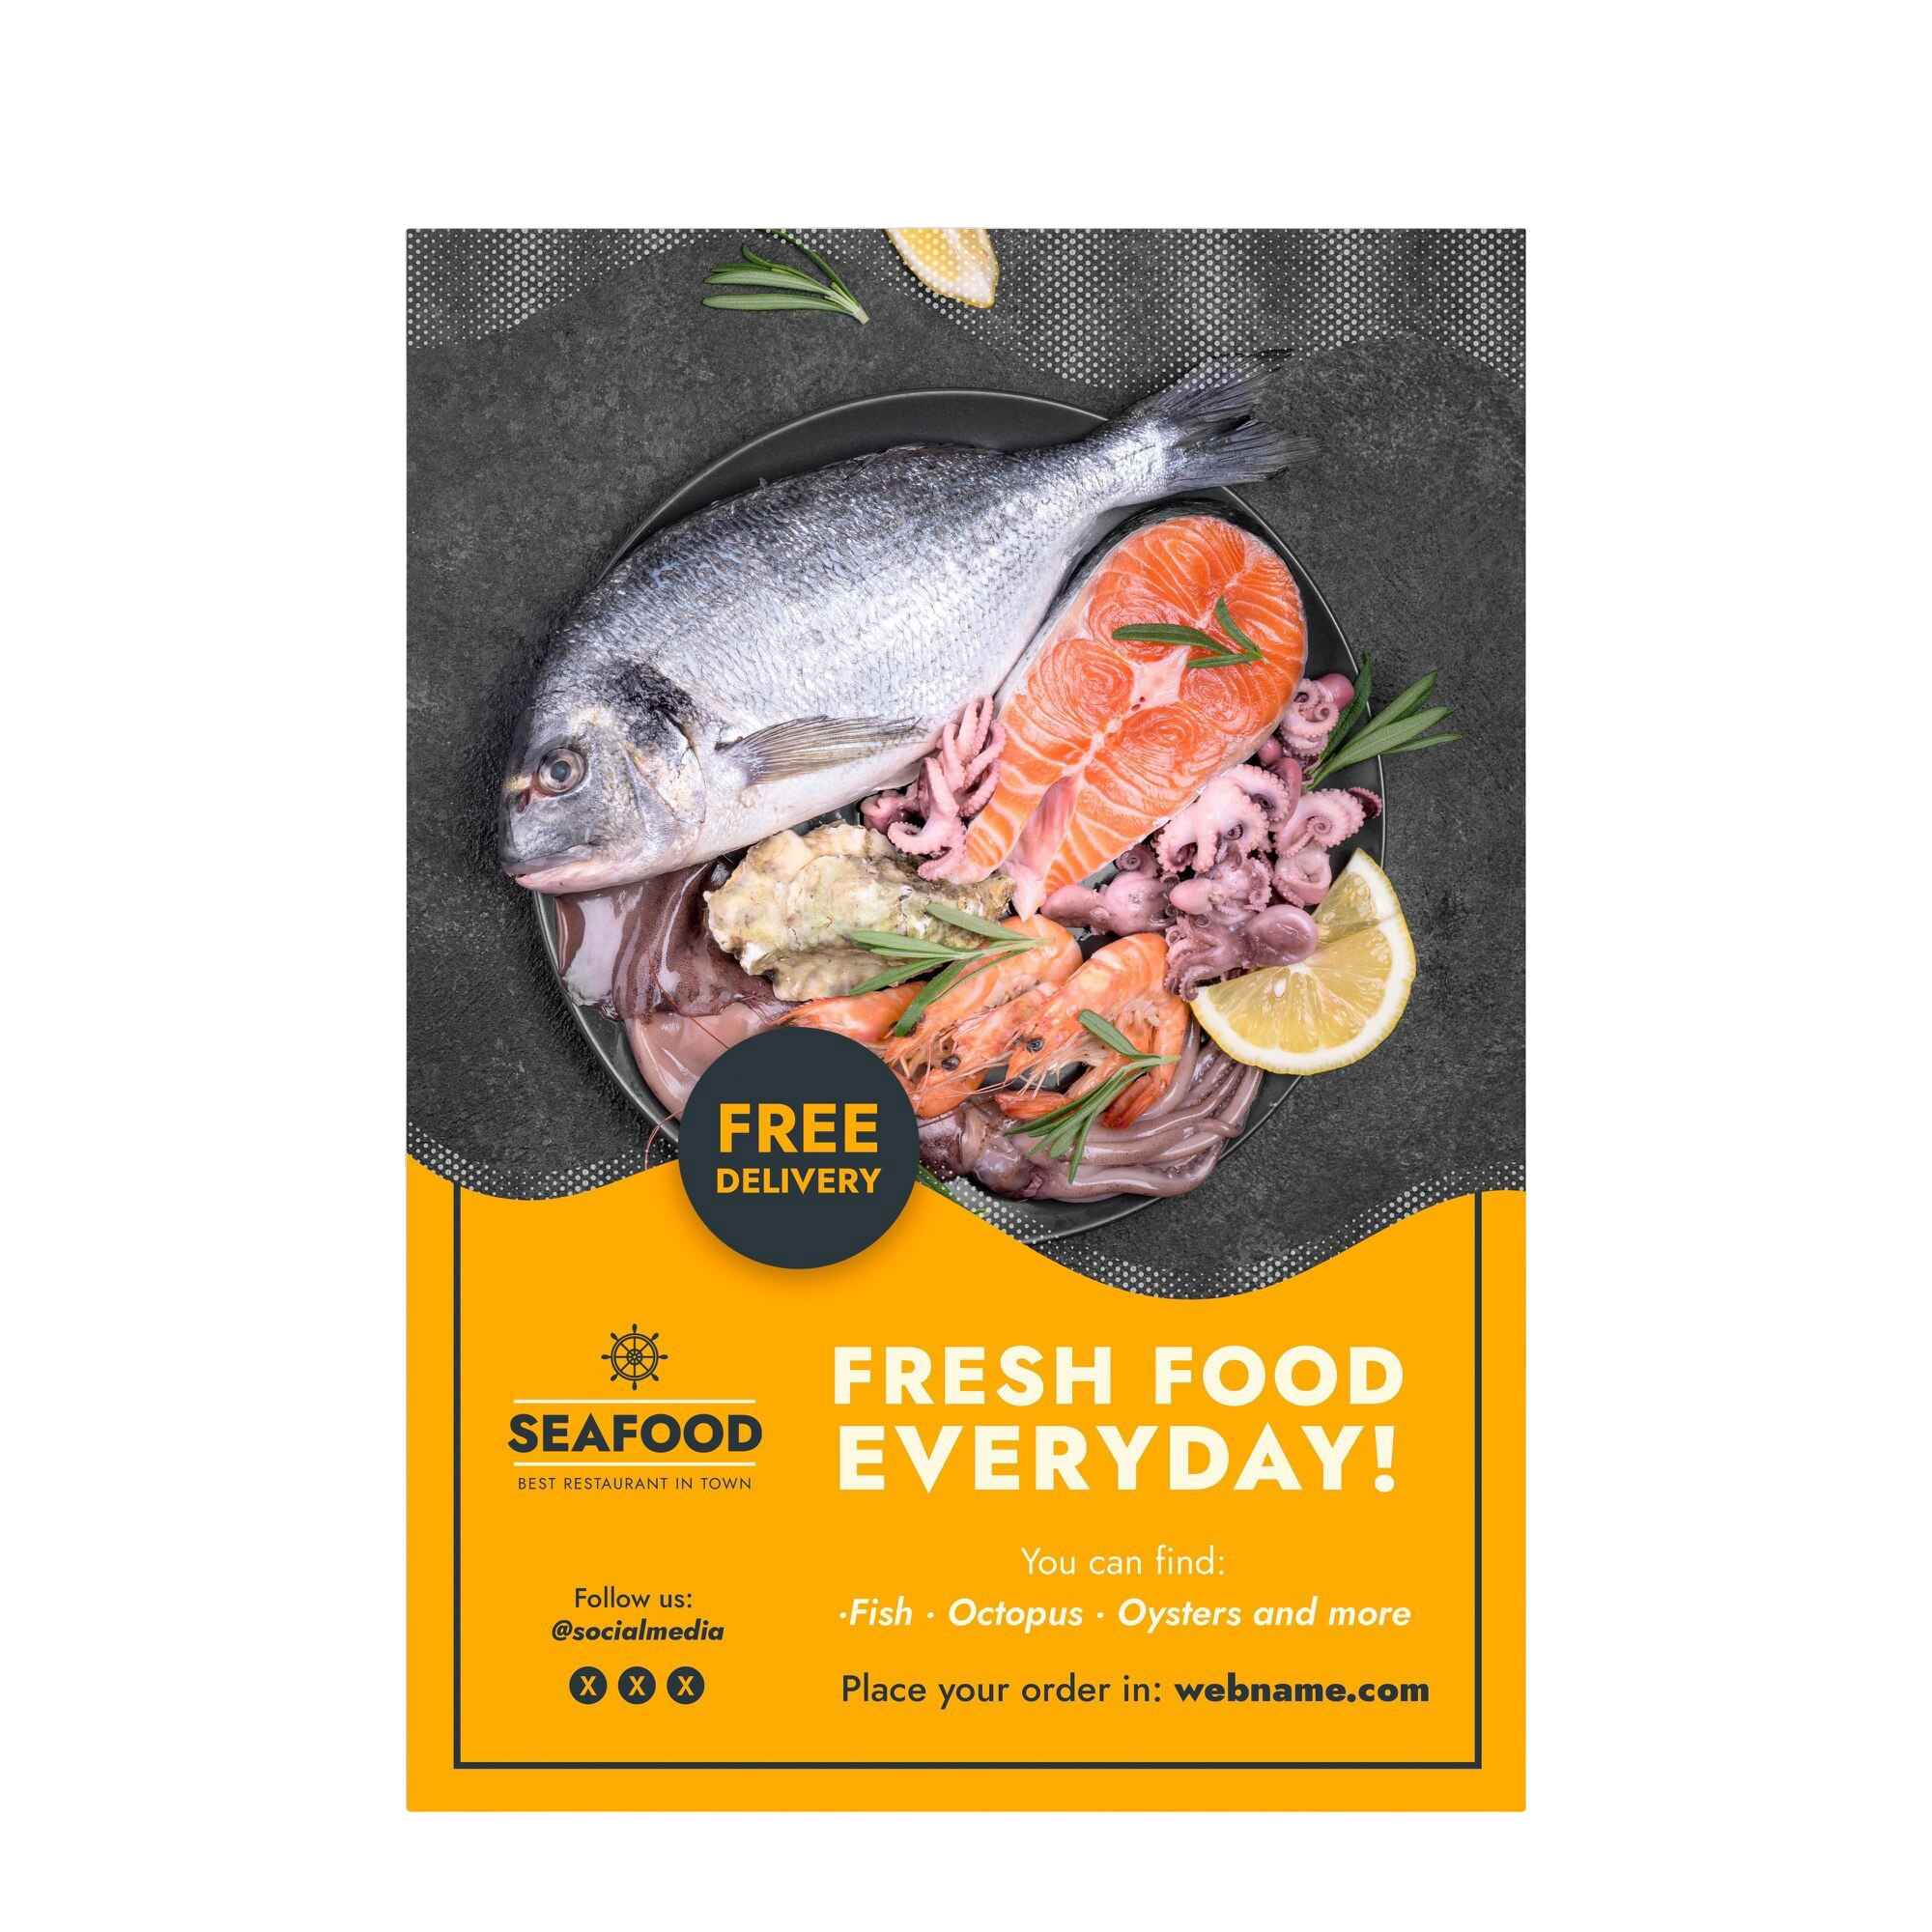 FREE
DELIVERY
SEAFOOD
BEST RESTAURANT IN TOWN
Follow us:
@socialmedia
X X X
FRESH FOOD
EVERYDAY!
You can find:
·Fish · Octopus · Oysters and more
Place your order in: webname.com